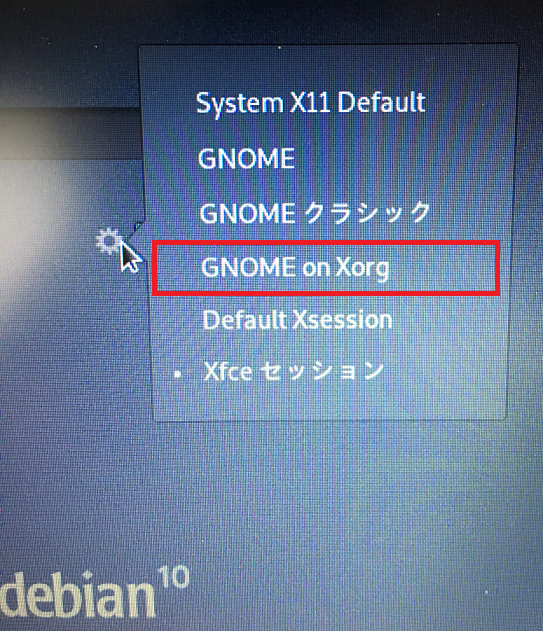 System X11 Default
GNOME
GNOME クラシック
GNOME on Xorg
Default Xsession
• Xfce セッション
debian 10